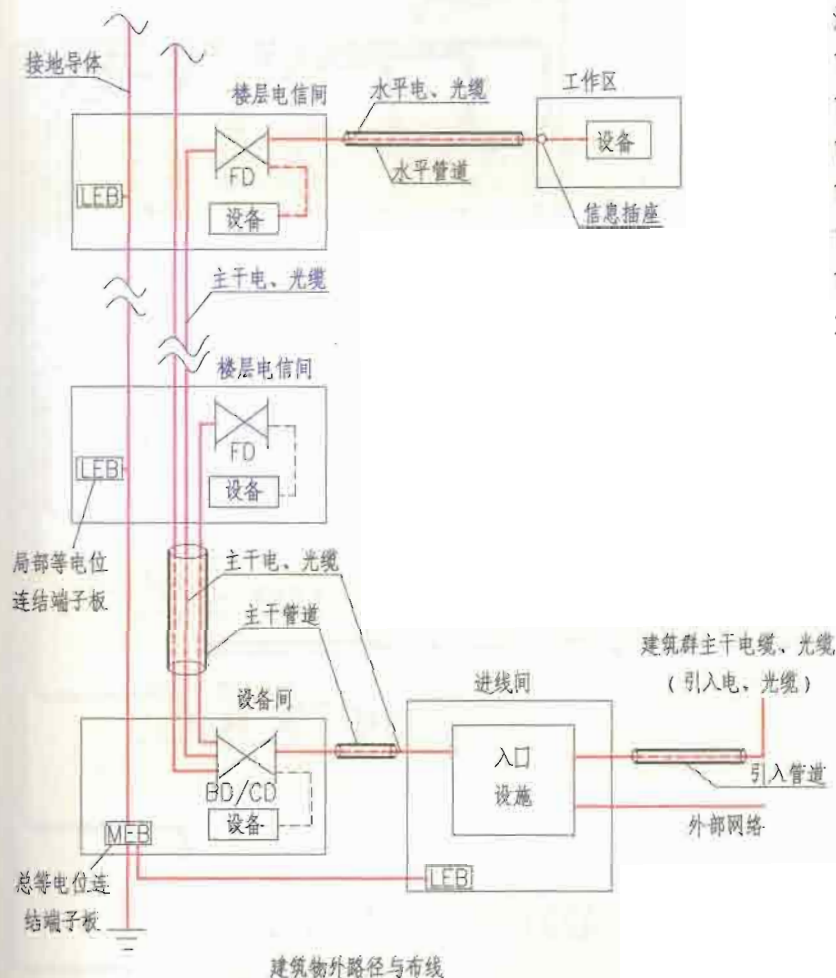 接地导体
楼层电信间
水平电、光缆
工作区
FD
水平管道
设备
LEB
设备
信息插座
主干电、光缆
楼层电信间
FD
LEB
设备
局部等电位
连结端子板
主干电、光缆
主干管道
建筑群主干电缆、光缆
(引入电、光缆)
设备间
进线间
入口
设施
BD/CD
引入管道
设备
外部网络
MEB
LEB
总等电位连
结端子板
建筑物外路径与布线